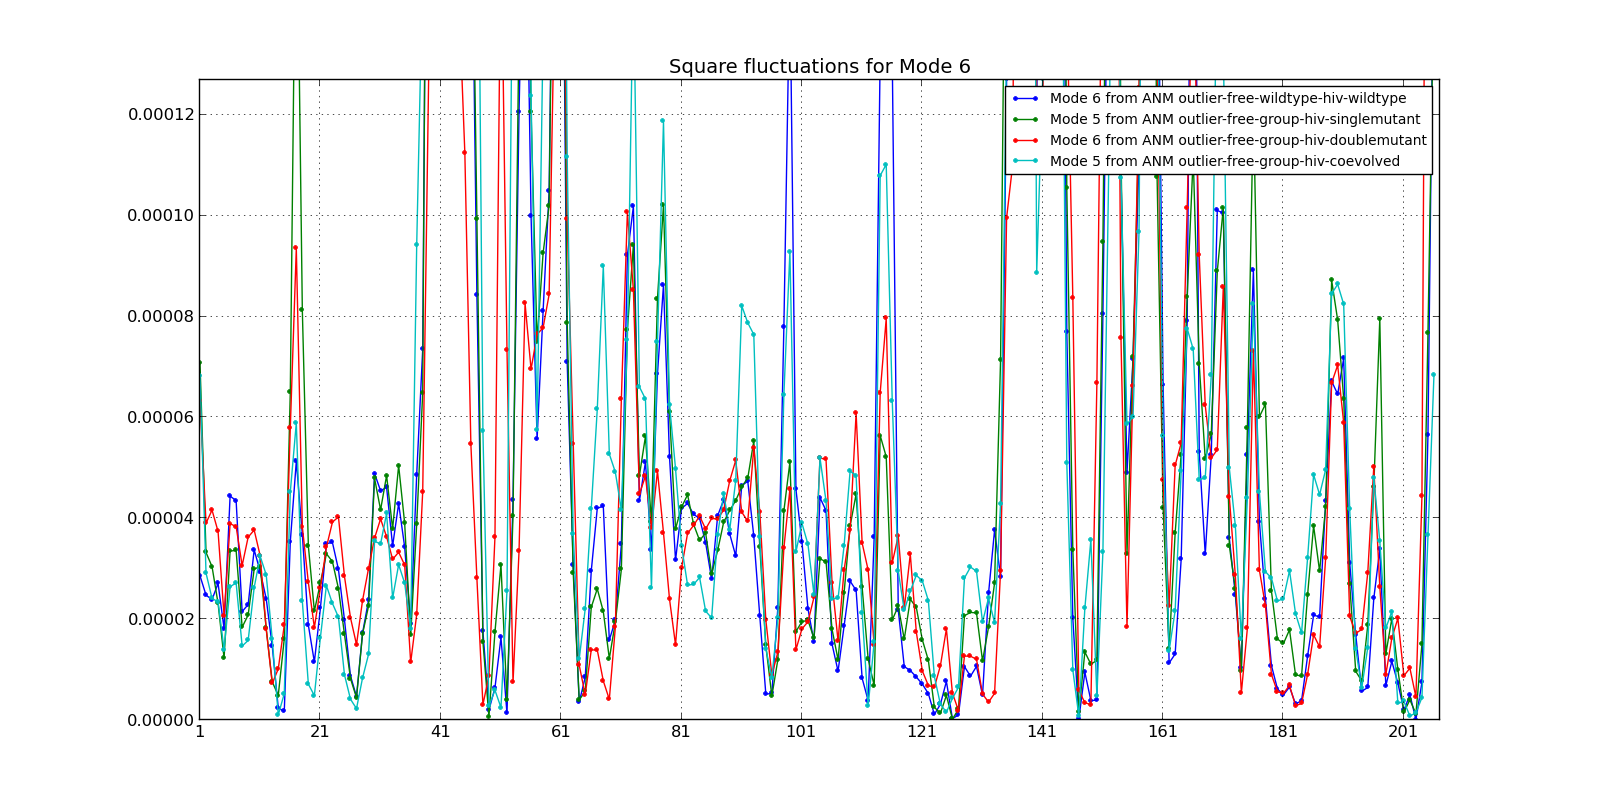 Square fluctuations for Mode 6
Mode 6 from ANM outlier-free-wildtype-hiv-wildtype
Mode 5 from ANM outlier-free-group-hiv-singlemutant
Mode 6 from ANM outlier-free-group-hiv-doublemutant
Mode 5 from ANM outlier-free-group-hiv-coevolved
0.00012
0.00010
0.00008
0.00006
0.00004
0.00002
0.00000
1 21 41 61 81 101 121 141 161 181 201